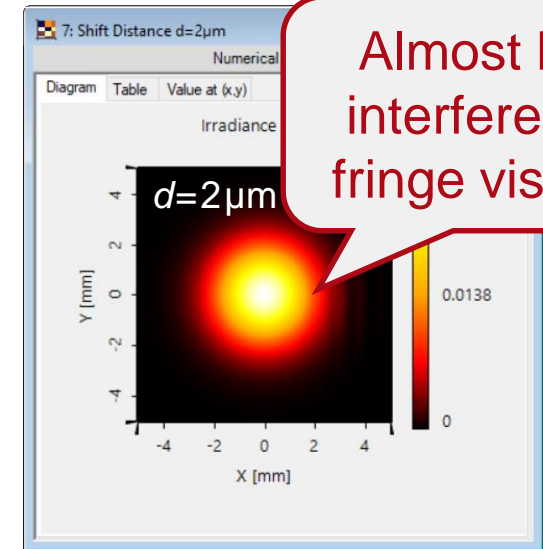 7: Shift Distance d=2µm
Numerical
Almost
interfere
fringe vis
Diagram Table Value at (x,y)
Irradiance
d=2µm
4
2
0
-2
-4
Y [mm]
-4 -2 0 2 4
X [mm]
0.0138
0